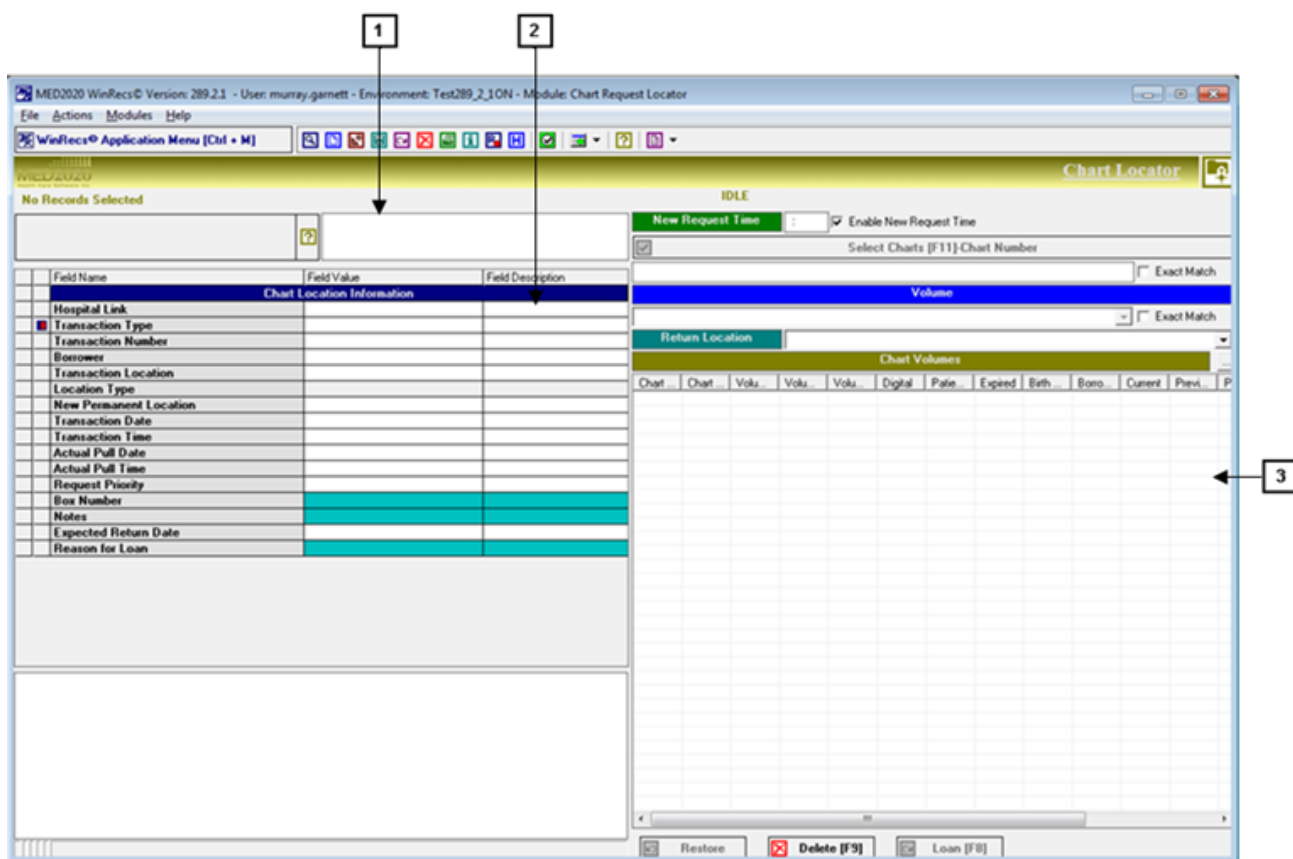 1
2
MED2020 WinRecs© Version: 289.2.1 - User: murray.garnett - Environment: Test289_2_1ON - Module: Chart Request Locator
File Actions Modules Help
WinRecs© Application Menu [Ctrl + M]
MED2020
Chart Locator
No Records Selected
IDLE
New Request Time : Enable New Request Time
Select Charts [F11]-Chart Number
Exact Match
Volume
Exact Match
Return Location
Chart Volumes
Chart ... Chart ... Volu... Volu... Volu... Digital Patie... Expired Birth ... Borro... Current Previ... P
Field Name Field Value Field Description
Chart Location Information
Hospital Link
Transaction Type
Transaction Number
Borrower
Transaction Location
Location Type
New Permanent Location
Transaction Date
Transaction Time
Actual Pull Date
Actual Pull Time
Request Priority
Box Number
Notes
Expected Return Date
Reason for Loan
3
Restore Delete [F9] Loan [F8]